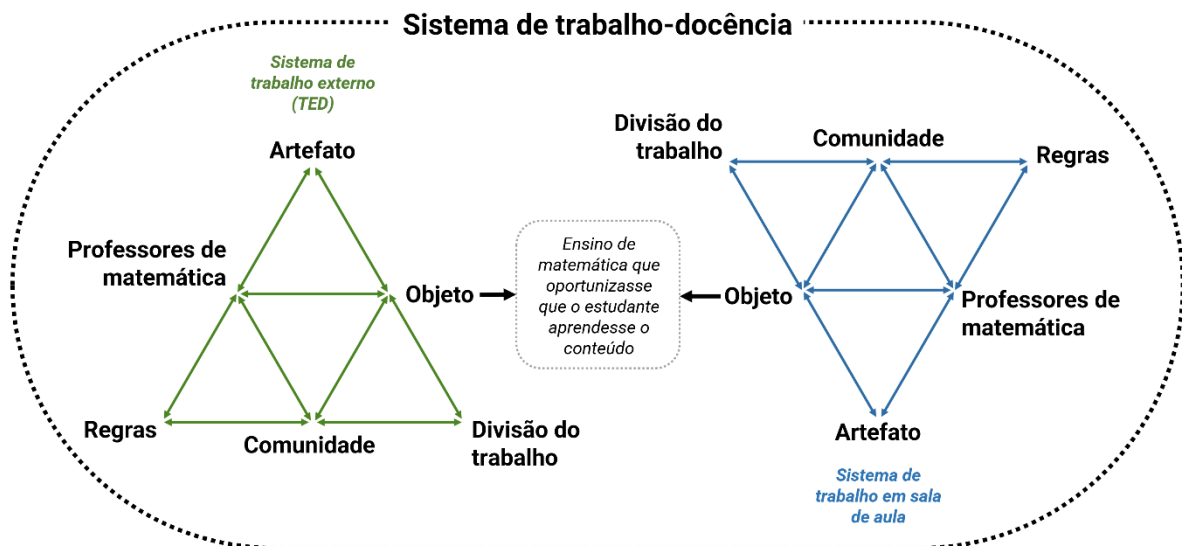 Sistema de trabalho-docência
Sistema de
trabalho externo
(TED)
Artefato
Professores de
matemática
Objeto
Regras
Comunidade
Divisão do
trabalho
Ensino de
matemática que
oportunizasse
que o estudante
aprendesse o
conteúdo
Divisão do
trabalho
Comunidade
Regras
Objeto
Professores de
matemática
Artefato
Sistema de
trabalho em sala
de aula